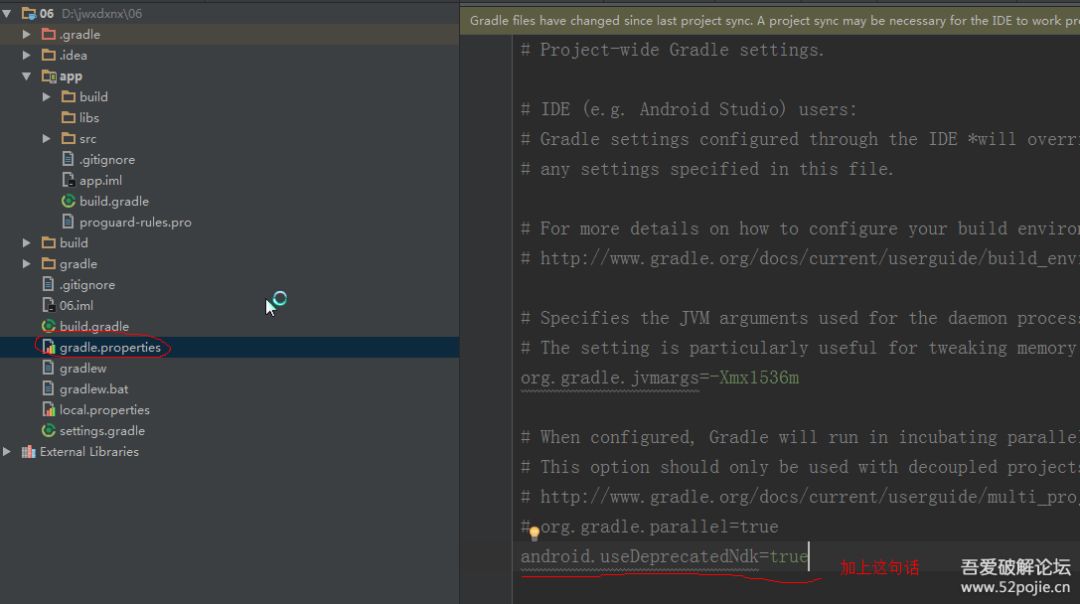 06 D:\jwxdxnx\06
.gradle
.idea
app
build
libs
src
.gitignore
app.iml
build.gradle
proguard-rules.pro
build
gradle
.gitignore
06.iml
build.gradle
gradle.properties
gradlew
gradlew.bat
local.properties
settings.gradle
External Libraries
Gradle files have changed since last project sync. A project sync may be necessary for the IDE to work
# Project-wide Gradle settings.
# IDE (e.g. Android Studio) users:
# Gradle settings configured through the IDE *will
# any settings specified in this file.
# For more details on how to configure your build
# http://www.gradle.org/docs/current/userguide/
# Specifies the JVM arguments used for the daemon
# The setting is particularly useful for tweaking memory
org.gradle.jvmargs=-Xmx1536m
# When configured, Gradle will run in incubating
# This option should only be used with decoupled projects
# http://www.gradle.org/docs/current/userguide/
# org.gradle.parallel=true
android.useDeprecatedNdk=true
加上这句话
吾爱破解论坛
www.52pojie.cn